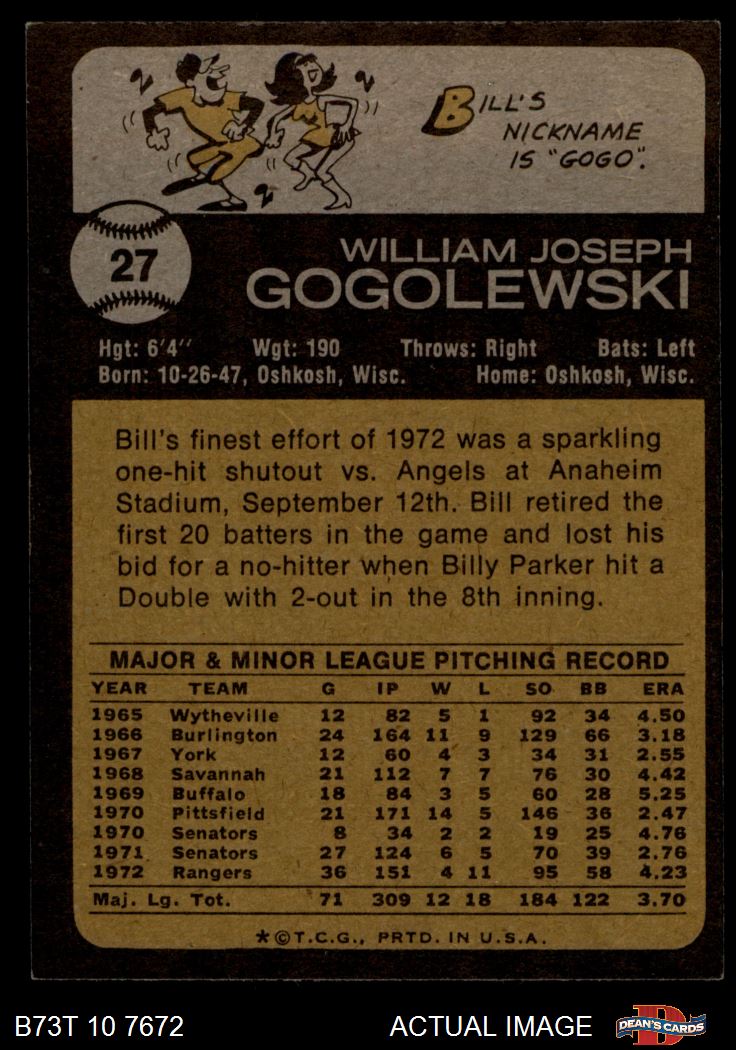 BILL'S
NICKNAME
IS "GOGO".
27
WILLIAM JOSEPH
GOGOLEWSKI
Hgt: 6'4" Wgt: 190 Throws: Right Bats: Left
Born: 10-26-47, Oshkosh, Wisc. Home: Oshkosh, Wisc.
Bill's finest effort of 1972 was a sparkling
one-hit shutout vs. Angels at Anaheim
Stadium, September 12th. Bill retired the
first 20 batters in the game and lost his
bid for a no-hitter when Billy Parker hit a
Double with 2-out in the 8th inning.
MAJOR & MINOR LEAGUE PITCHING RECORD
YEAR TEAM G IP W L SO BB ERA
1965 Wytheville 12 82 5 1 92 34 4.50
1966 Burlington 24 164 11 9 129 66 3.18
1967 York 12 60 4 3 34 31 2.55
1968 Savannah 21 112 7 7 76 30 4.42
1969 Buffalo 18 84 3 5 60 28 5.25
1970 Pittsfield 21 171 14 5 146 36 2.47
1970 Senators 8 34 2 2 19 25 4.76
1971 Senators 27 124 6 5 70 39 2.76
1972 Rangers 36 151 4 11 95 58 4.23
Maj. Lg. Tot. 71 309 12 18 184 122 3.70
*©T.C.G., PRTD. IN U.S.A.
B73T 10 7672 ACTUAL IMAGE D DEAN'S CARDS